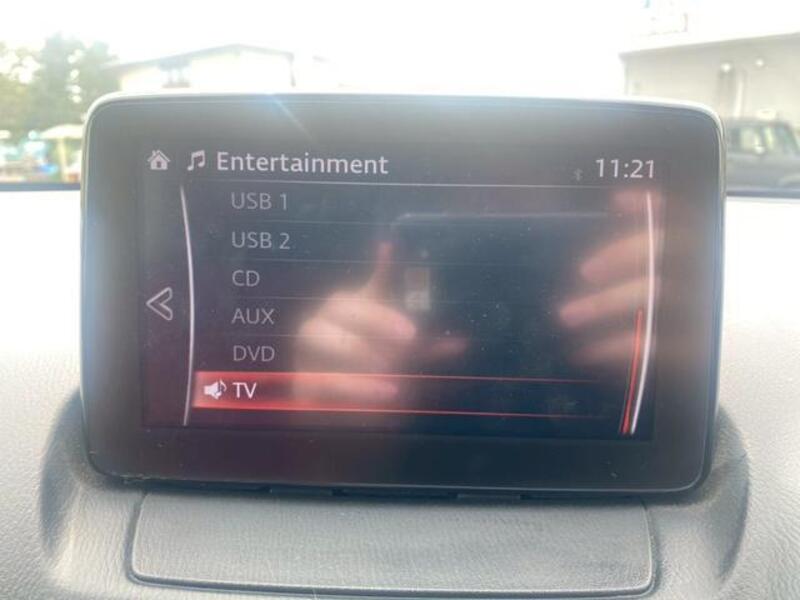 Entertainment 11:21
USB 1
USB 2
CD
AUX
DVD
TV